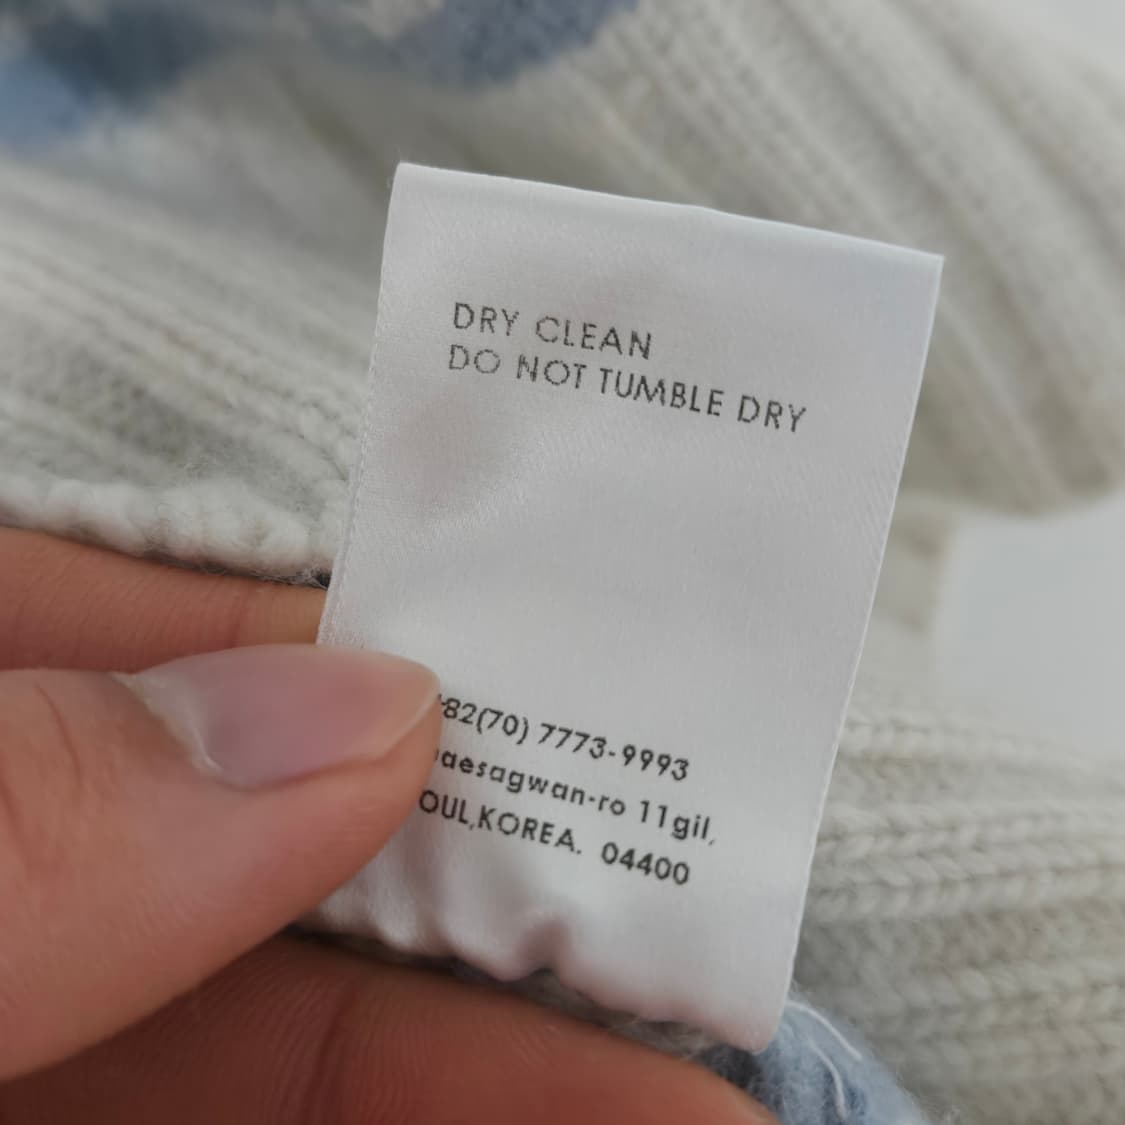 DRY CLEAN
DO NOT TUMBLE DRY
82(70) 7773-9993
aesagwan-ro 11gil,
OUL,KOREA. 04400